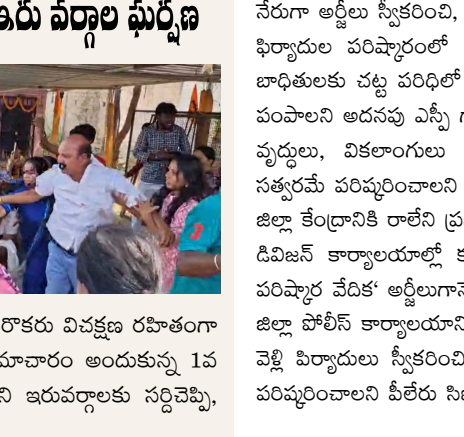 ఇరు వర్గాల ఘర్షణ
రొకరు విచక్షణ రహితంగా
మాచారం అందుకున్న 1వ
ని ఇరువర్గాలకు సర్దిచెప్పి,
నేరుగా అర్జీలు స్వీకరించి,
ఫిర్యాదుల పరిష్కారంలో
బాధితులకు చట్ట పరిధిలో
పంపాలని అదనపు ఎస్పీ
వృద్ధులు, వికలాంగులు
సత్వరమే పరిష్కరించాలని
జిల్లా కేంద్రానికి రాలేని
డివిజన్ కార్యాలయాల్లో
పరిష్కార వేదిక' అర్జీలుగానే
జిల్లా పోలీస్ కార్యాలయాని
వెళ్లి పిర్యాదులు స్వీకరించి
పరిష్కరించాలని పీలేరు